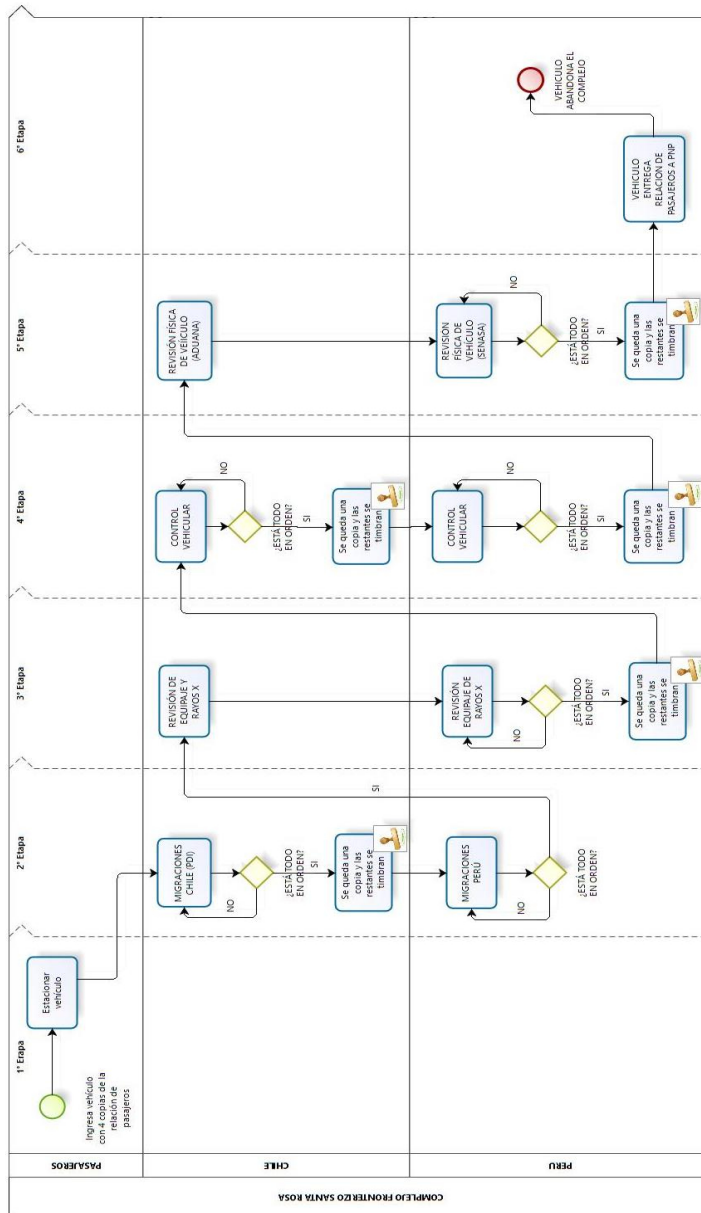 COMPLEJO FRONTERIZO SANTA ROSA
PASAJEROS
CHILE
PERU
1° Etapa
2° Etapa
3° Etapa
4° Etapa
5° Etapa
6° Etapa
Ingresa vehículo
con 4 copias de la
relación de
pasajeros
Estacionar
vehículo
MIGRACIONES
CHILE (PDI)
NO
¿ESTÁ TODO
EN ORDEN?
SI
Se queda una
copia y las
restantes se
timbran
MIGRACIONES
PERÚ
NO
¿ESTÁ TODO
EN ORDEN?
SI
REVISIÓN DE
EQUIPAJE Y
RAYOS X
REVISIÓN
EQUIPAJE DE
RAYOS X
NO
¿ESTÁ TODO
EN ORDEN?
SI
Se queda una
copia y las
restantes se
timbran
CONTROL
VEHICULAR
NO
¿ESTÁ TODO
EN ORDEN?
SI
Se queda una
copia y las
restantes se
timbran
CONTROL
VEHICULAR
NO
¿ESTÁ TODO
EN ORDEN?
SI
Se queda una
copia y las
restantes se
timbran
REVISIÓN FÍSICA
DE VEÍICULO
(ADUANA)
REVISION
FÍSICA DE
VEHÍCULO
(SENASA)
NO
¿ESTÁ TODO
EN ORDEN?
SI
Se queda una
copia y las
restantes se
timbran
VEHICULO
ENTREGA
RELACION DE
PASAJEROS A PNP
VEHICULO
ABANDONA EL
COMPLEJO